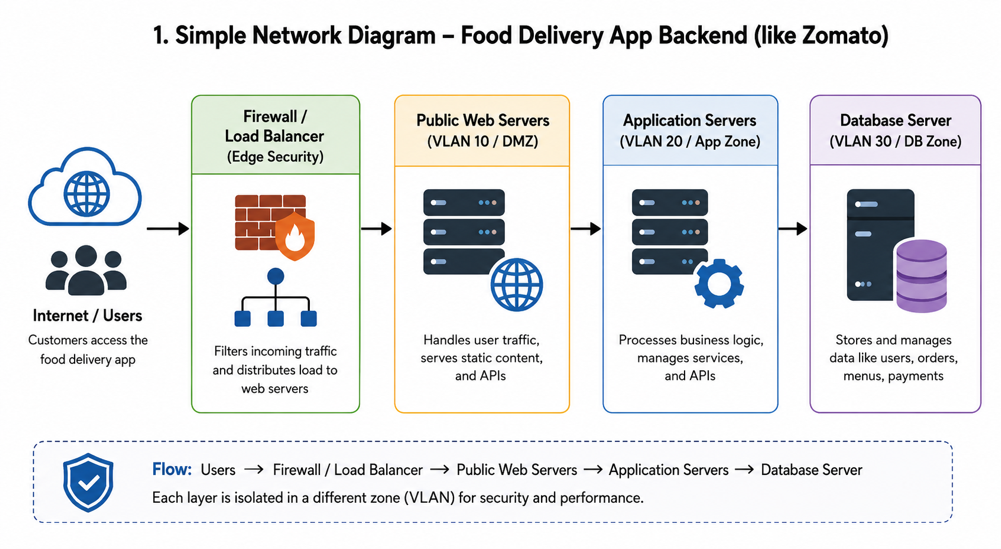 1. Simple Network Diagram – Food Delivery App Backend (like Zomato)
Internet / Users
Customers access the
food delivery app
Firewall /
Load Balancer
(Edge Security)
Filters incoming traffic
and distributes load to
web servers
Public Web Servers
(VLAN 10 / DMZ)
Handles user traffic,
serves static content,
and APIs
Application Servers
(VLAN 20 / App Zone)
Processes business logic,
manages services,
and APIs
Database Server
(VLAN 30 / DB Zone)
Stores and manages
data like users, orders,
menus, payments
Flow: Users → Firewall / Load Balancer → Public Web Servers → Application Servers → Database Server
Each layer is isolated in a different zone (VLAN) for security and performance.